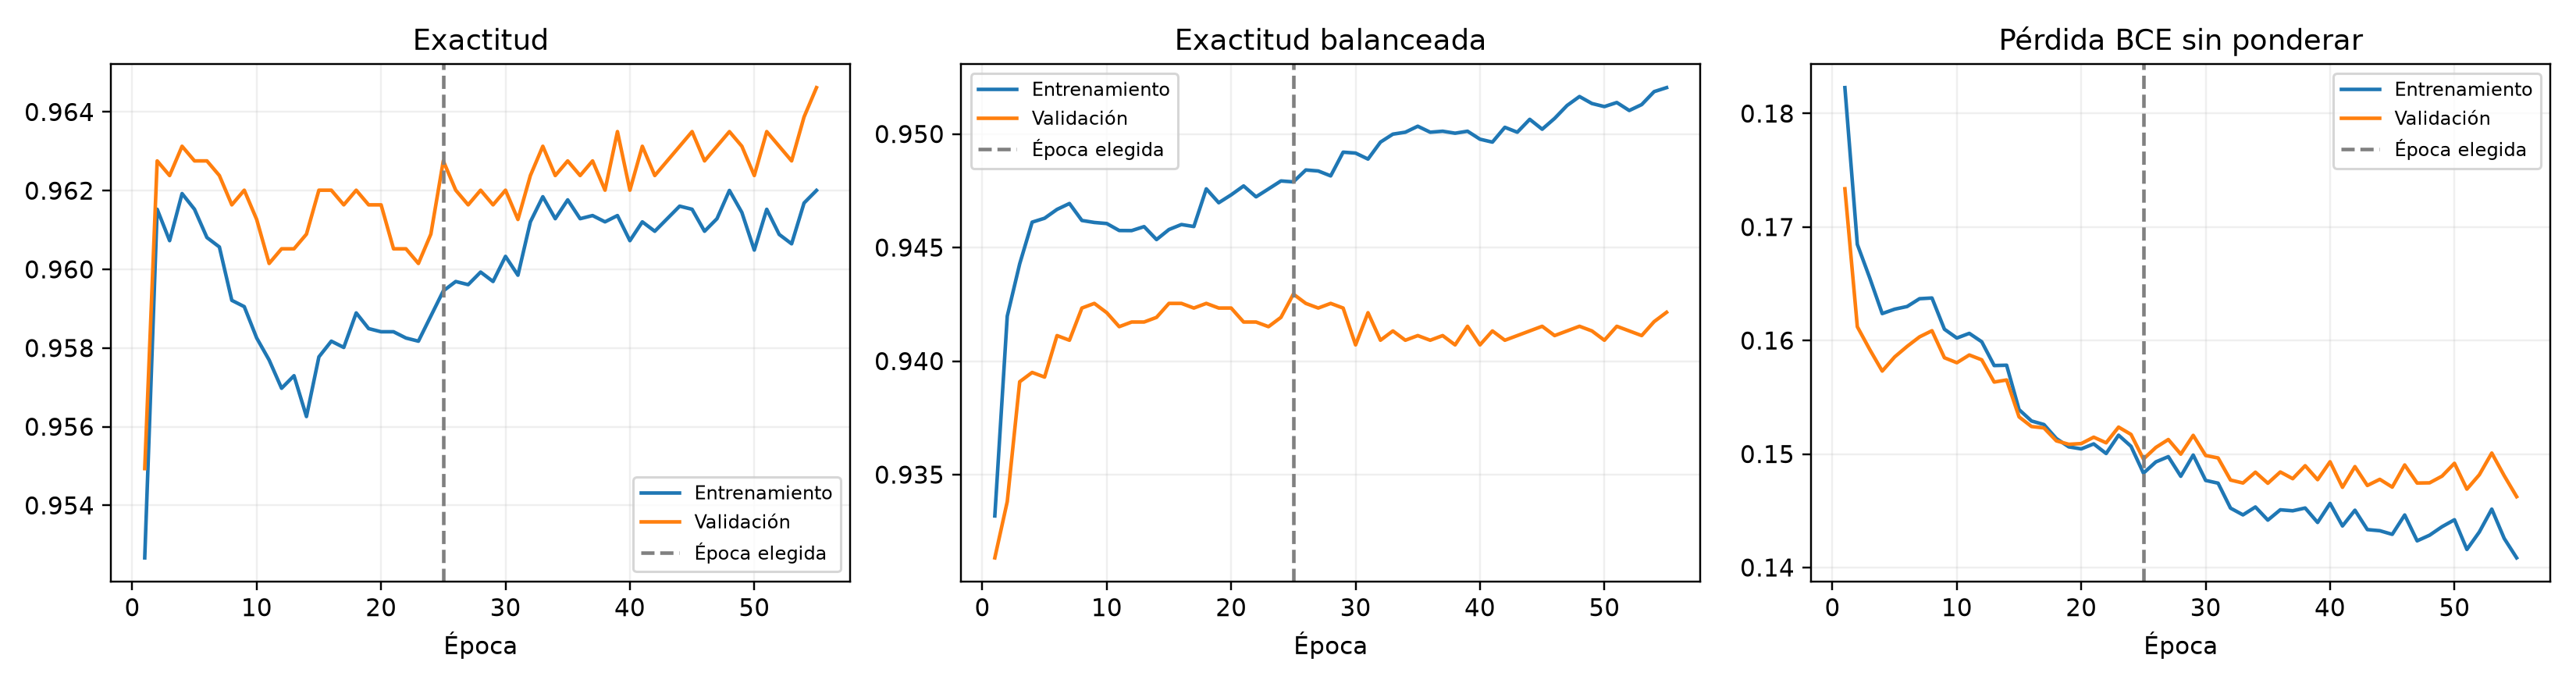 Exactitud
0.964
0.962
0.960
0.958
0.956
0.954
Entrenamiento
Validación
Época elegida
0 10 20 30 40 50
Época
Exactitud balanceada
Entrenamiento
Validación
Época elegida
0.950
0.945
0.940
0.935
0 10 20 30 40 50
Época
Pérdida BCE sin ponderar
Entrenamiento
Validación
Época elegida
0.18
0.17
0.16
0.15
0.14
0 10 20 30 40 50
Época